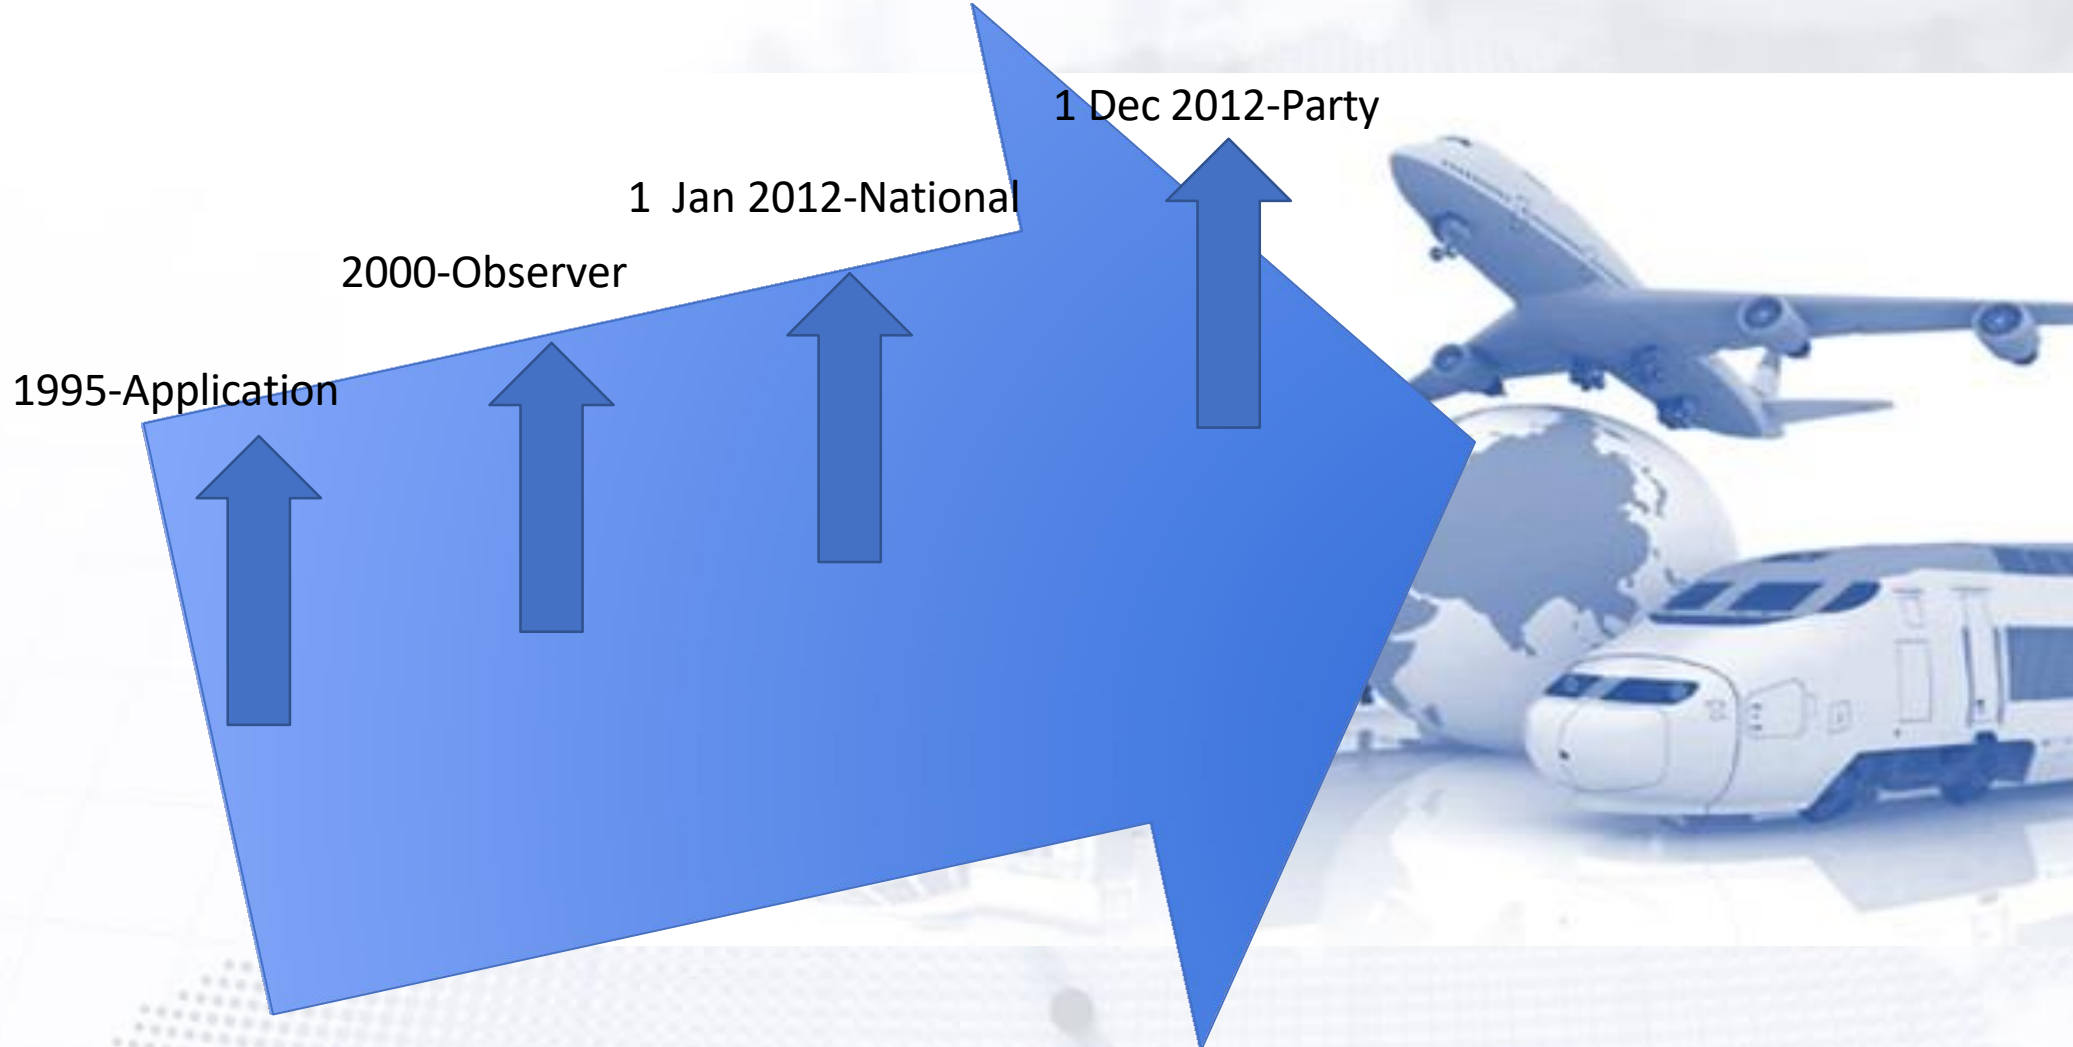 1 Dec 2012-Party
1  Jan 2012-National
2000-Observer
1995-Application